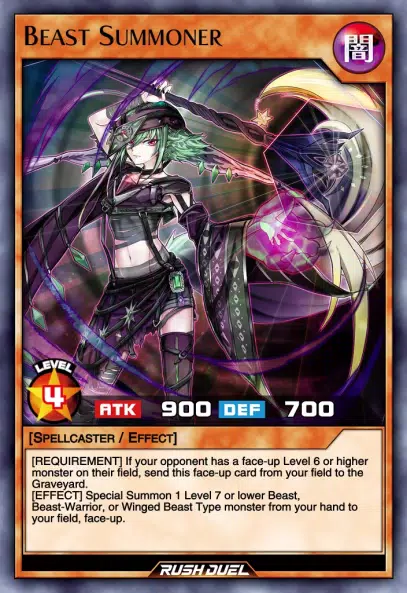 Beast Summoner
闇
LEVEL
4
ATK 900 DEF 700
[Spellcaster / Effect]
[REQUIREMENT] If your opponent has a face-up Level 6 or higher
monster on their field, send this face-up card from your field to the
Graveyard.
[EFFECT] Special Summon 1 Level 7 or lower Beast,
Beast-Warrior, or Winged Beast Type monster from your hand to
your field, face-up.
RUSH DUEL